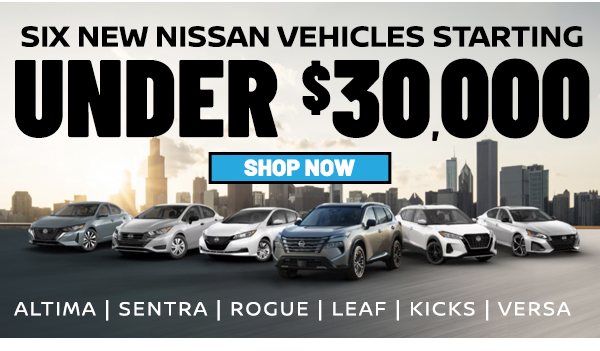 SIX NEW NISSAN VEHICLES STARTING
UNDER $30,000
SHOP NOW
ALTIMA | SENTRA | ROGUE | LEAF | KICKS | VERSA